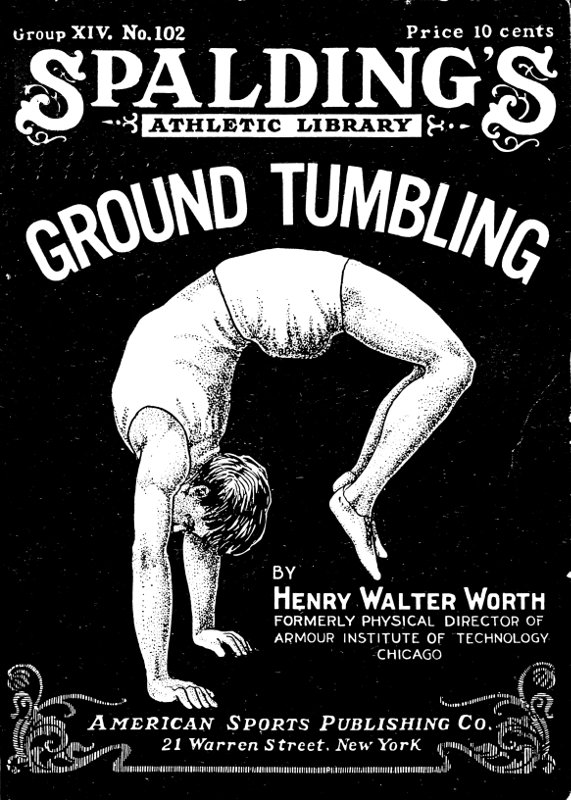 Group XIV. No. 102 Price 10 cents
SPALDING'S
ATHLETIC LIBRARY
GROUND TUMBLING
BY
HENRY WALTER WORTH
FORMERLY PHYSICAL DIRECTOR OF
ARMOUR INSTITUTE OF TECHNOLOGY
CHICAGO
AMERICAN SPORTS PUBLISHING CO.
21 Warren Street, New York